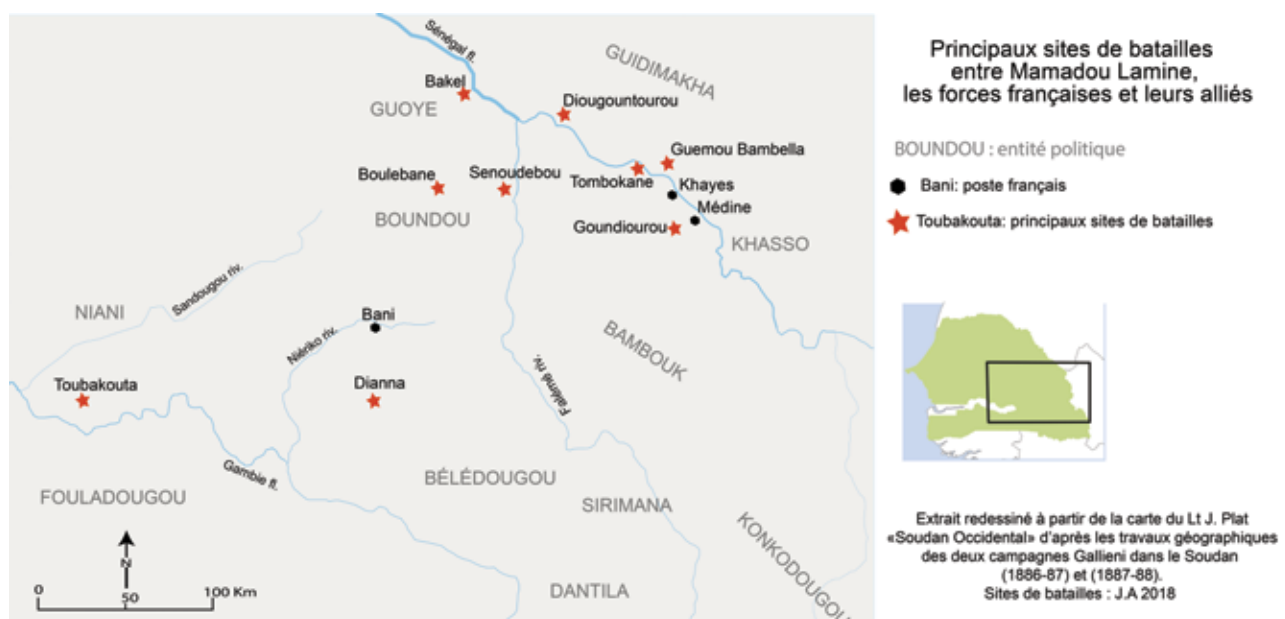 Sénégal fl.
GUIDIMAKHA
Bakel
GUOYE
Diougountourou
Guemou Bambella
Boulebane
Senoudebou
Tombokane
Khayes
BOUNDOU
Médine
Goundiourou
KHASSO
Sandougou riv.
NIANI
Bani
Niériko riv.
BAMBOUK
Falémé riv.
Toubakouta
Dianna
Gambie fl.
BÉLÉDOUGOU
FOULADOUGOU
SIRIMANA
KONKODOUGOU
DANTILA
N
0
50
100 Km
Principaux sites de batailles
entre Mamadou Lamine,
les forces françaises et leurs alliés
BOUNDOU : entité politique
Bani: poste français
Toubakouta: principaux sites de batailles
Extrait redessiné à partir de la carte du Lt J. Plat
«Soudan Occidental» d'après les travaux géographiques
des deux campagnes Gallieni dans le Soudan
(1886-87) et (1887-88).
Sites de batailles : J.A 2018